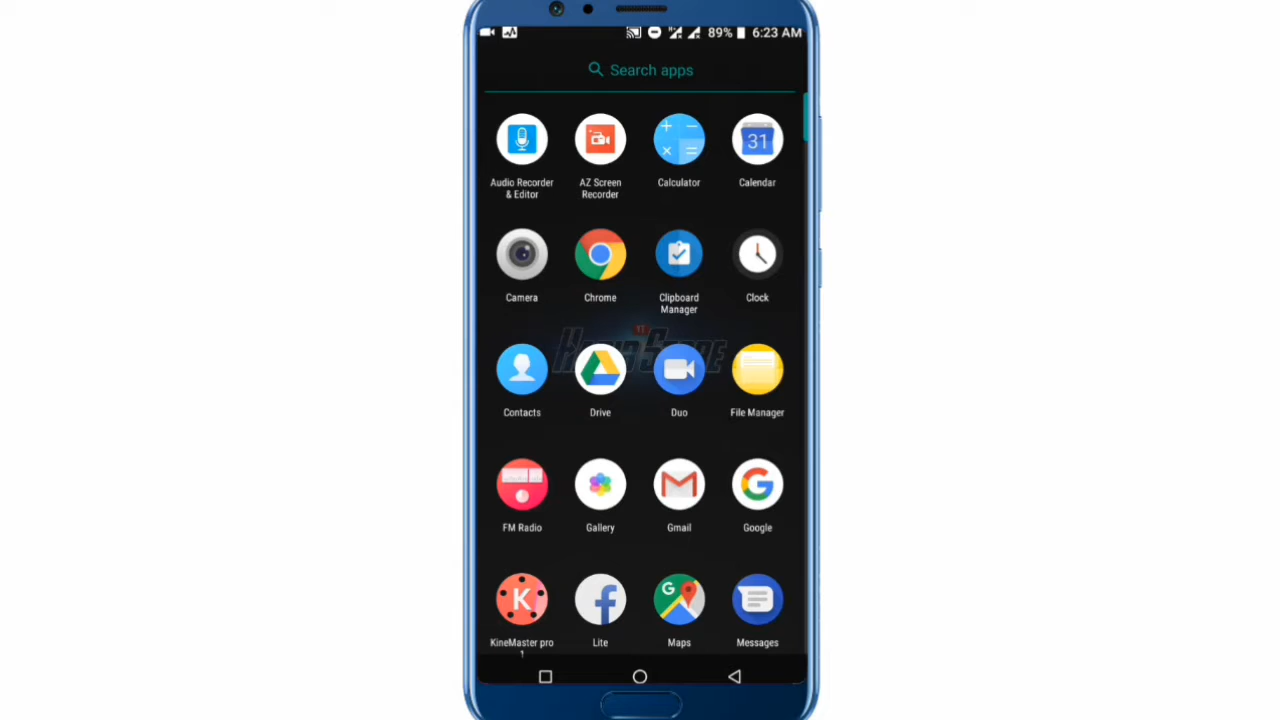 89% 6:23 AM
Search apps
Audio Recorder
& Editor
AZ Screen
Recorder
Calculator
Calendar
31
Camera
Chrome
Clipboard
Manager
Clock
Contacts
Drive
Duo
File Manager
FM Radio
Gallery
Gmail
Google
KineMaster pro
Lite
Maps
Messages